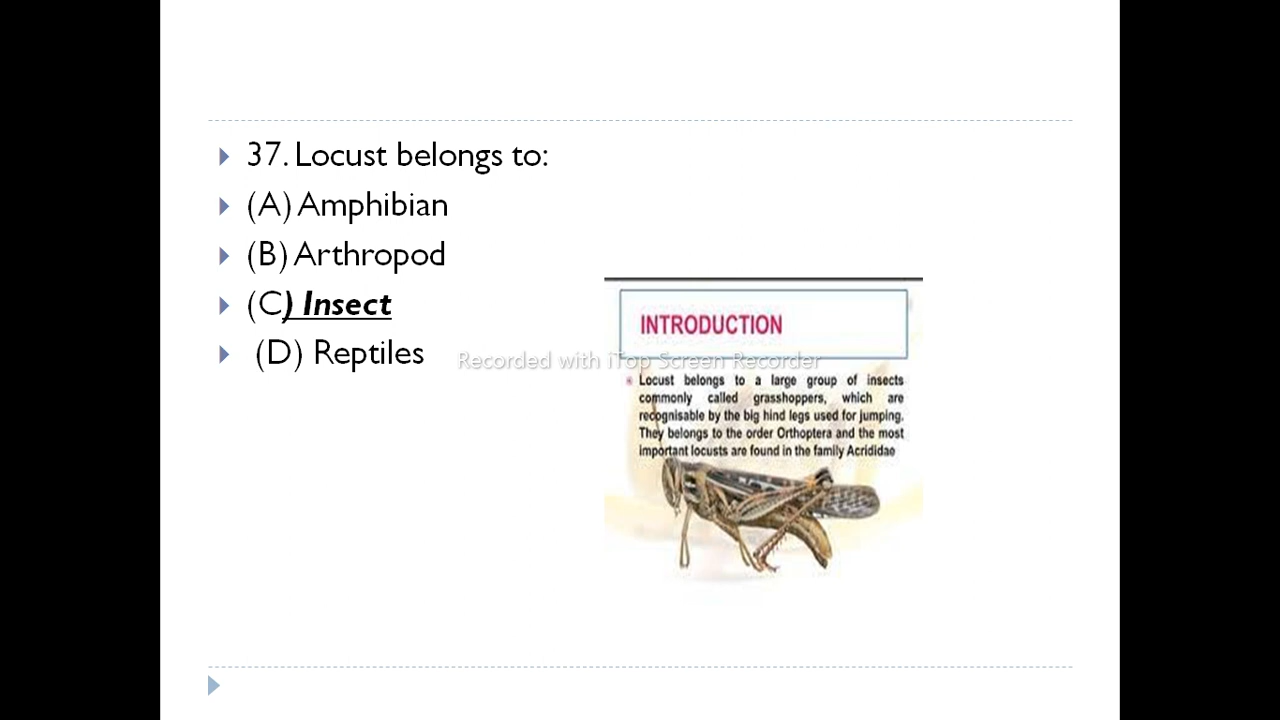 37. Locust belongs to:
(A) Amphibian
(B) Arthropod
(C) Insect
(D) Reptiles
INTRODUCTION
Recorded with iTop Screen Recorder
Locust belongs to a large group of insects
commonly called grasshoppers, which are
recognisable by the big hind legs used for jumping.
They belongs to the order Orthoptera and the most
important locusts are found in the family Acrididae